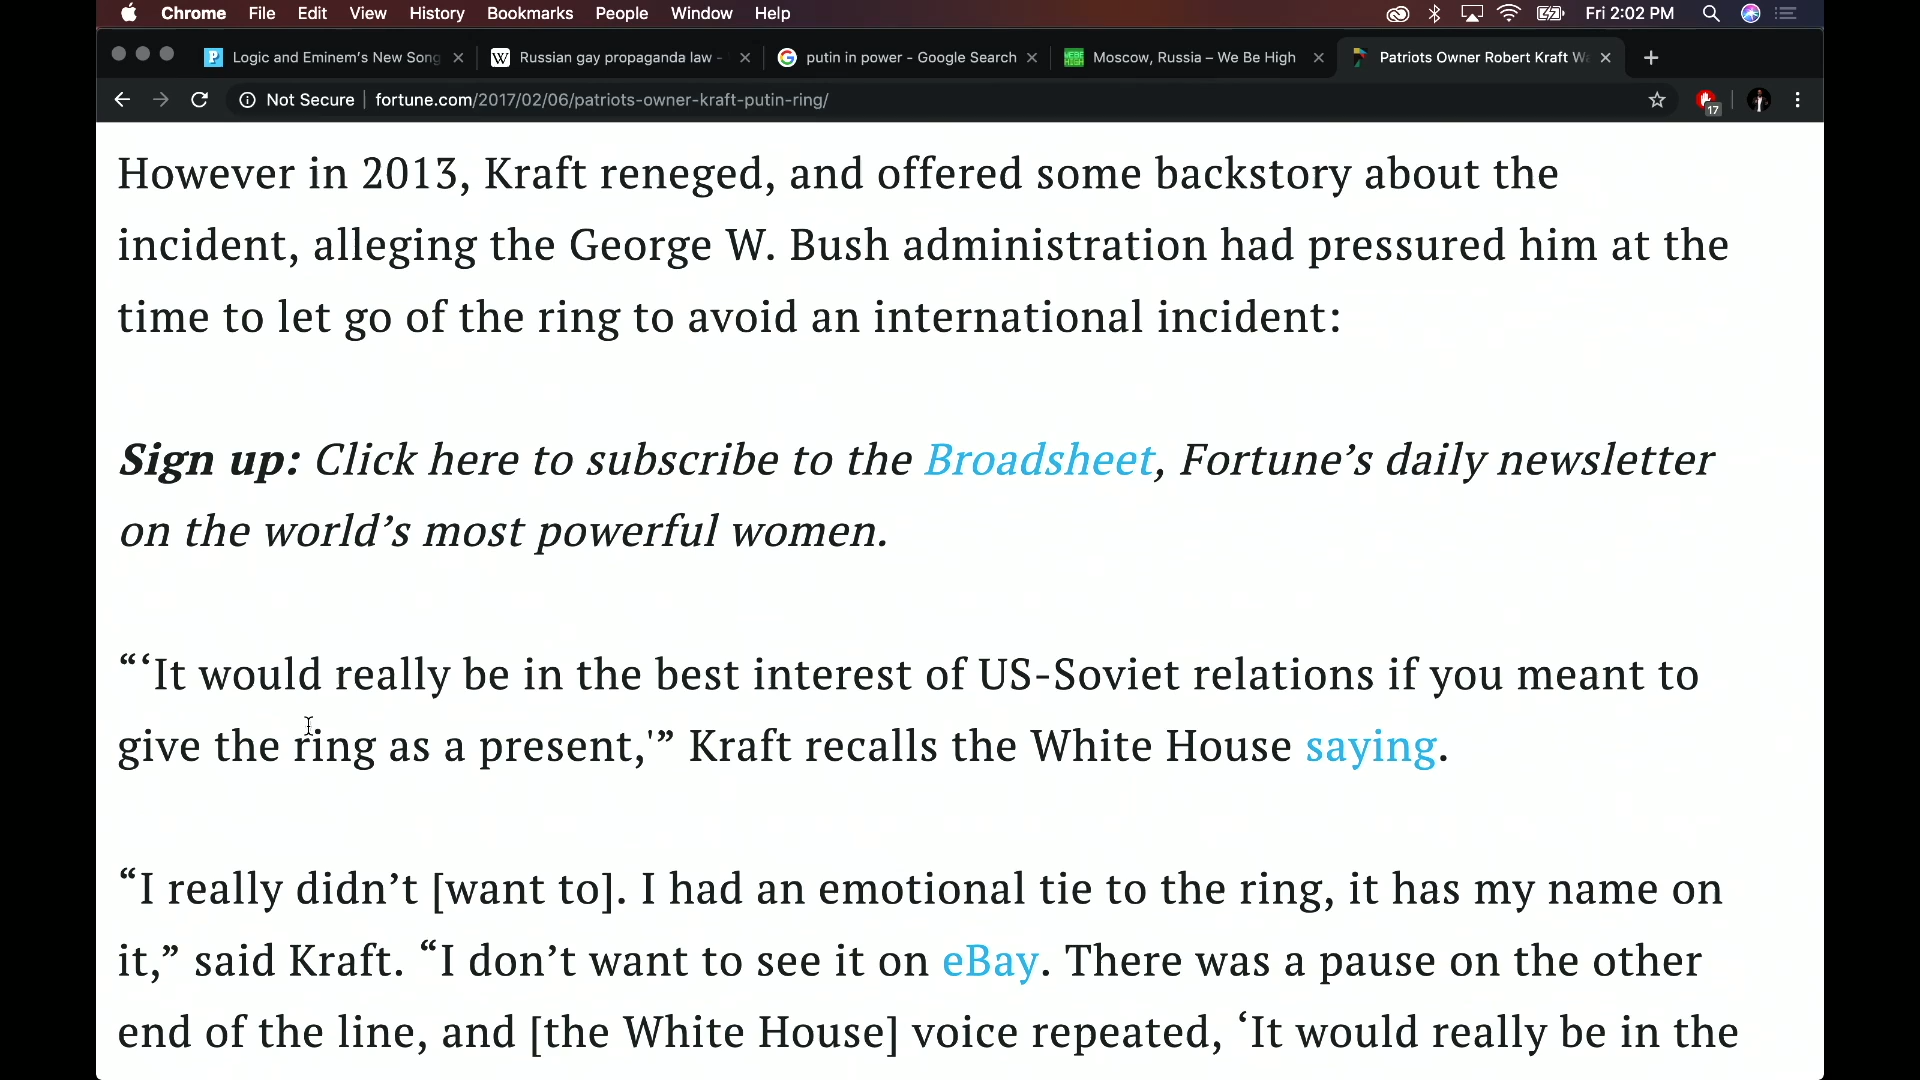 Chrome File Edit View History Bookmarks People Window Help Fri 2:02 PM
Logic and Eminem's New Song Russian gay propaganda law - putin in power - Google Search Moscow, Russia – We Be High Patriots Owner Robert Kraft
Not Secure fortune.com/2017/02/06/patriots-owner-kraft-putin-ring/ 17
However in 2013, Kraft reneged, and offered some backstory about the
incident, alleging the George W. Bush administration had pressured him at the
time to let go of the ring to avoid an international incident:
Sign up: Click here to subscribe to the Broadsheet, Fortune’s daily newsletter
on the world’s most powerful women.
“‘It would really be in the best interest of US-Soviet relations if you meant to
give the ring as a present,'” Kraft recalls the White House saying.
“I really didn’t [want to]. I had an emotional tie to the ring, it has my name on
it,” said Kraft. “I don’t want to see it on eBay. There was a pause on the other
end of the line, and [the White House] voice repeated, ‘It would really be in the